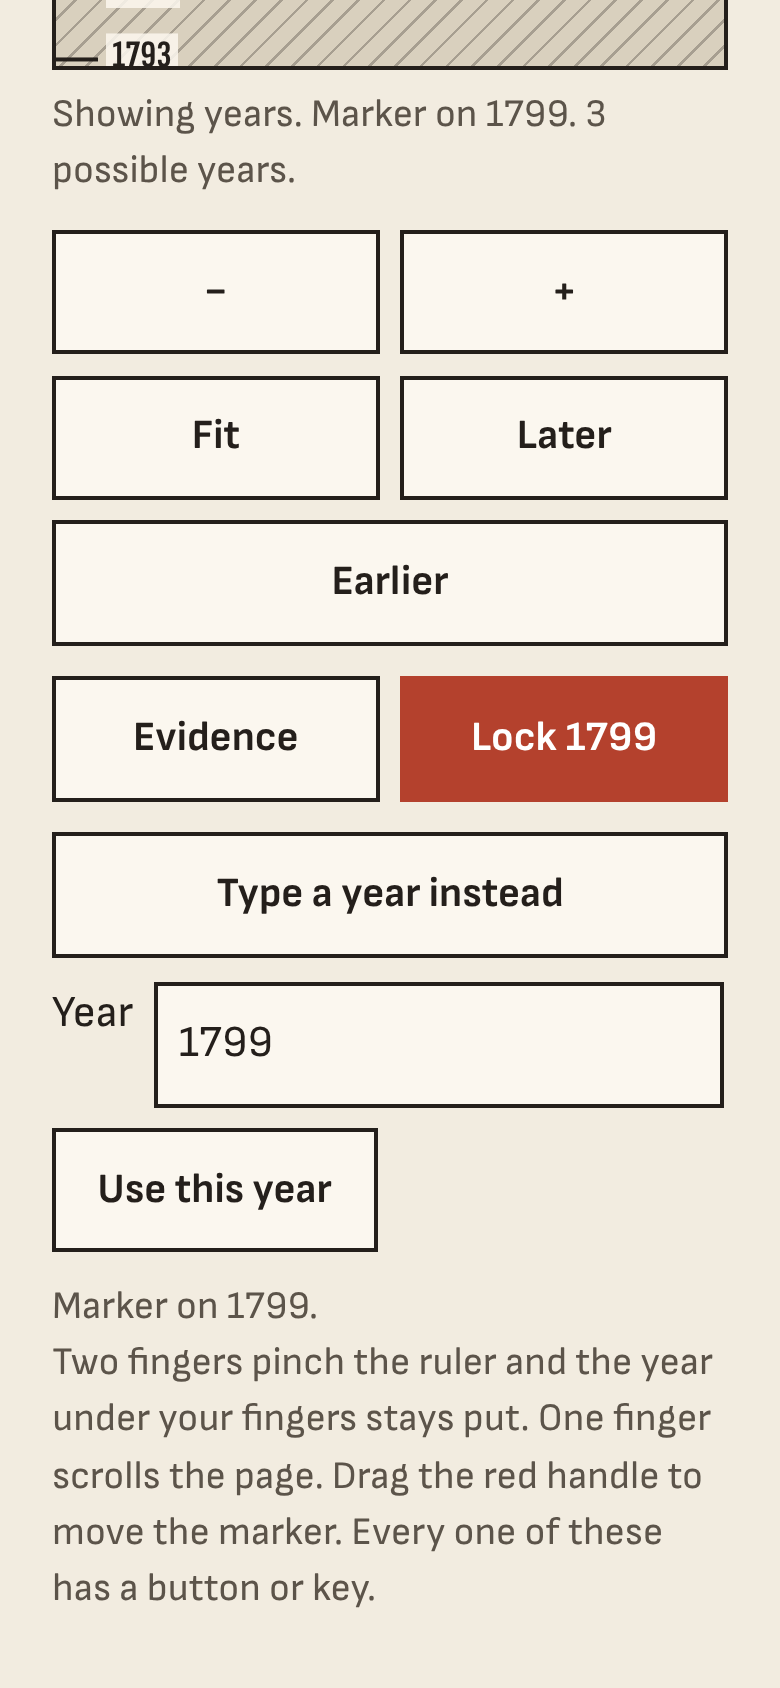 1793
Showing years. Marker on 1799. 3
possible years.
–
+
Fit
Later
Earlier
Evidence
Lock 1799
Type a year instead
Year
1799
Use this year
Marker on 1799.
Two fingers pinch the ruler and the year
under your fingers stays put. One finger
scrolls the page. Drag the red handle to
move the marker. Every one of these
has a button or key.